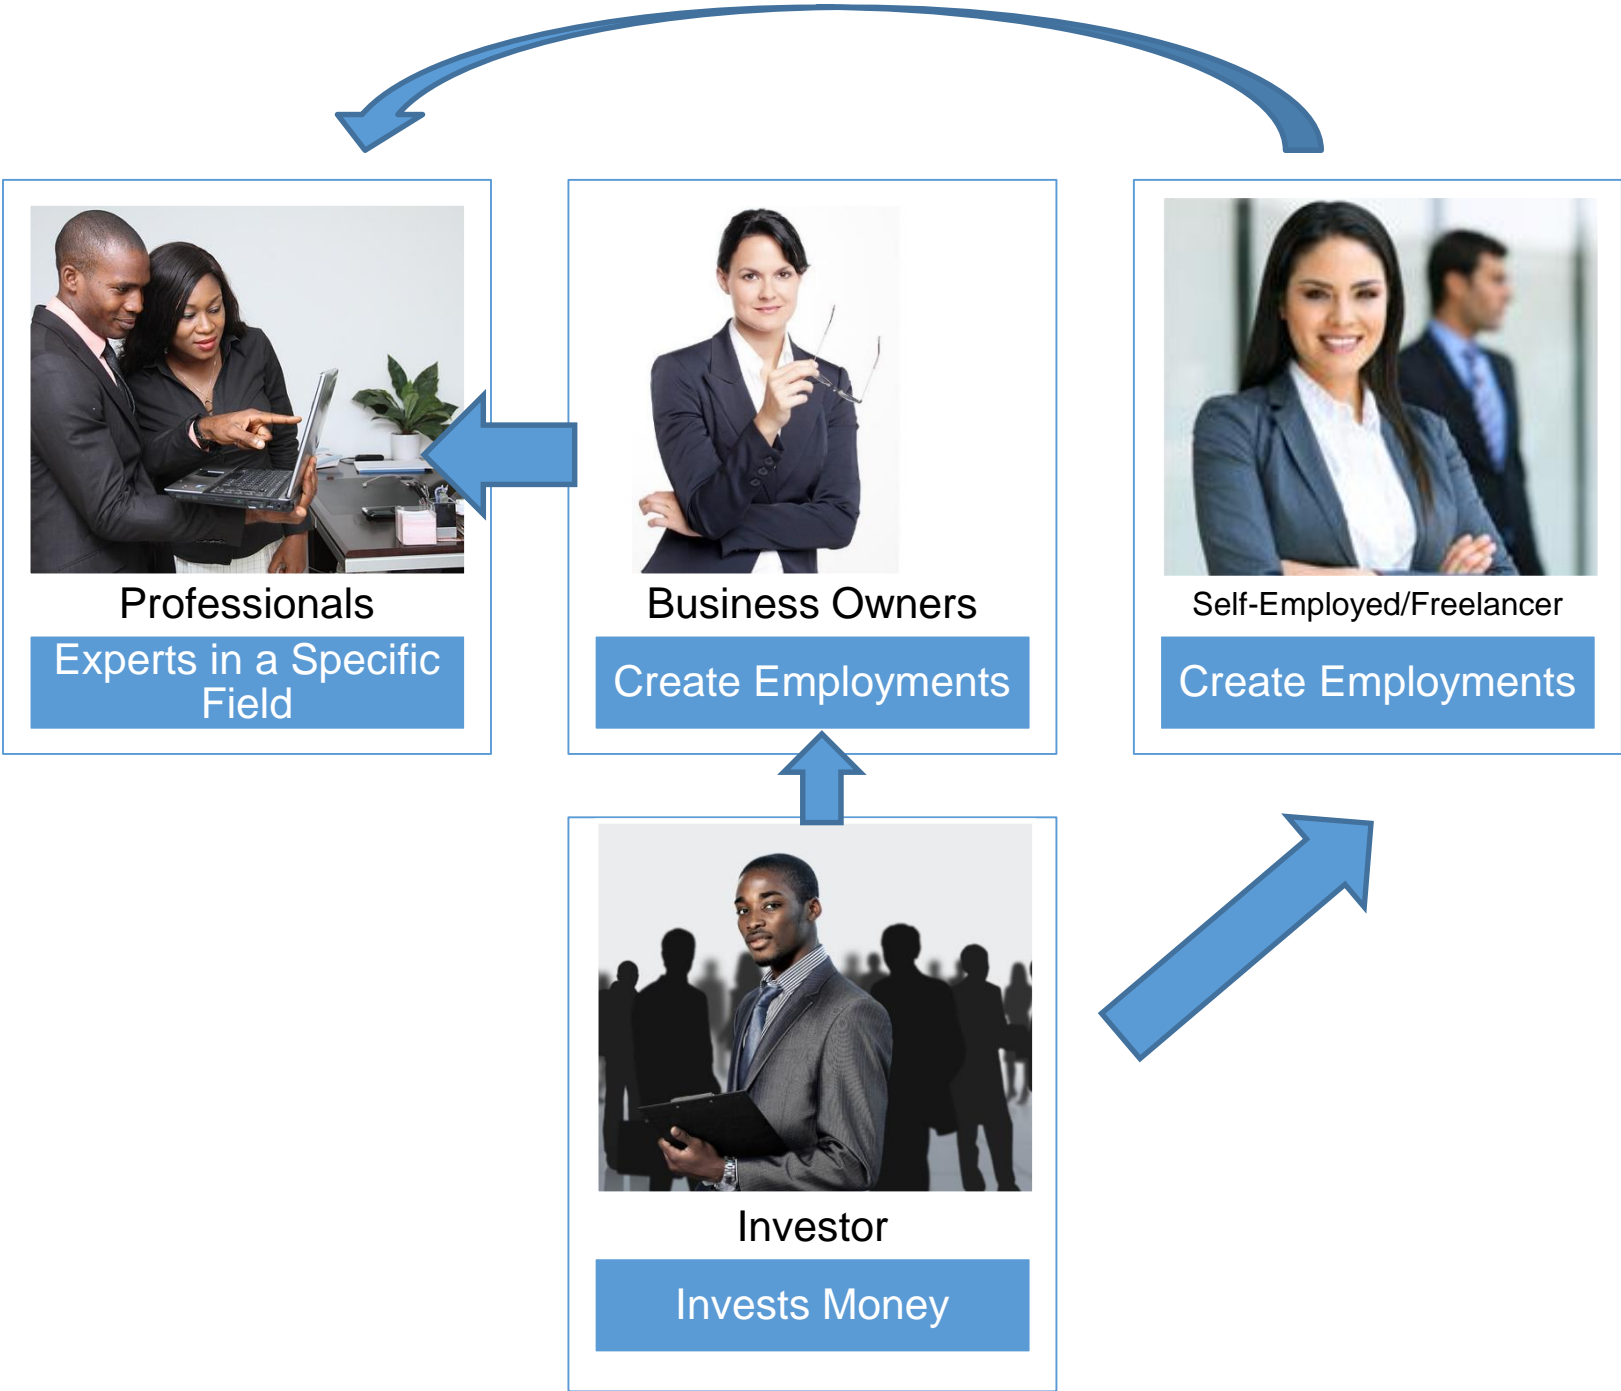 Professionals
Experts in a Specific
Field
Business Owners
Create Employments
Self-Employed/Freelancer
Create Employments
Investor
Invests Money